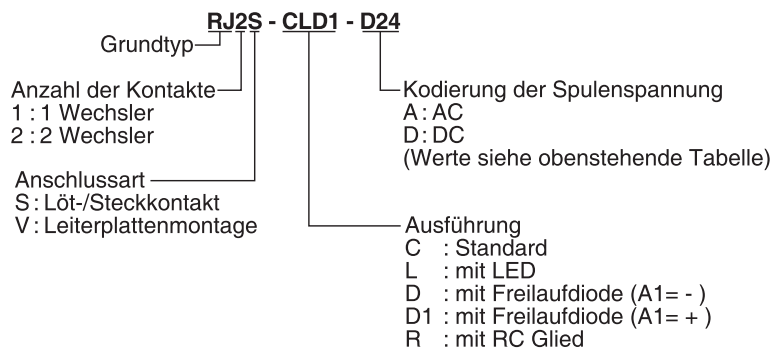 RJ2S - CLD1 - D24
Grundtyp
Anzahl der Kontakte
1 : 1 Wechsler
2 : 2 Wechsler
Anschlussart
S : Löt-/Steckkontakt
V : Leiterplattenmontage
Kodierung der Spulenspannung
A : AC
D : DC
(Werte siehe obenstehende Tabelle)
Ausführung
C : Standard
L : mit LED
D : mit Freilaufdiode (A1= - )
D1 : mit Freilaufdiode (A1= + )
R : mit RC Glied